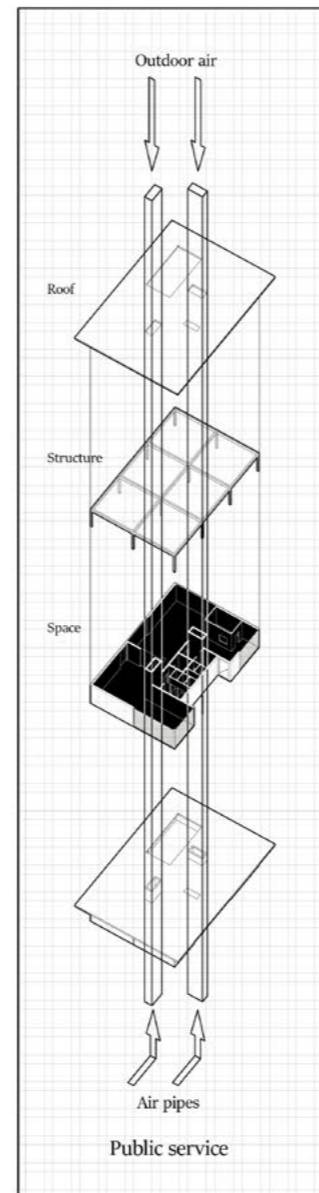 Outdoor air
Roof
Structure
Space
Air pipes
Public service